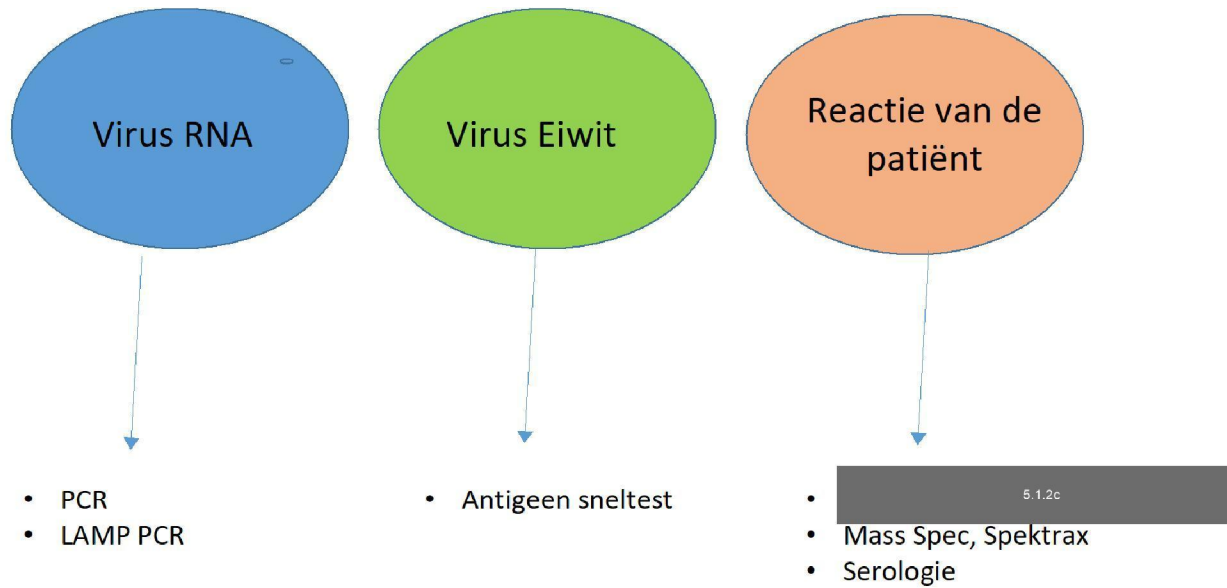 Virus RNA
Virus Eiwit
Reactie van de
patiënt
• PCR
• LAMP PCR
• Antigeen sneltest
• 5.1.2c
• Mass Spec, Spektrax
• Serologie